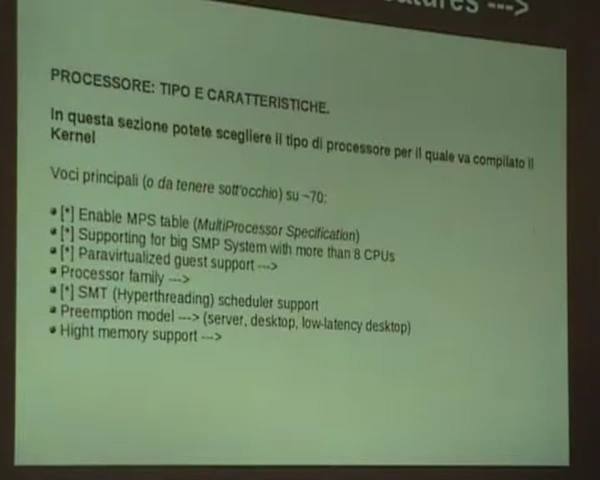 --->
PROCESSORE: TIPO E CARATTERISTICHE.
In questa sezione potete scegliere il tipo di processore per il quale va compilato il
Kernel
Voci principali (o da tenere sott'occhio) su ~70:
• [*] Enable MPS table (MultiProcessor Specification)
• [*] Supporting for big SMP System with more than 8 CPUs
• [*] Paravirtualized guest support --->
• Processor family --->
• [*] SMT (Hyperthreading) scheduler support
• Preemption model ---> (server, desktop, low-latency desktop)
• Hight memory support --->